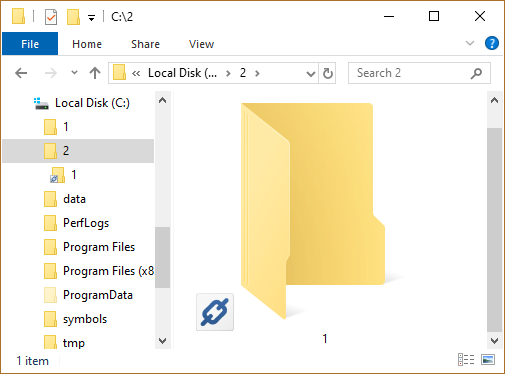 C:\2
File Home Share View
« Local Disk (... > 2 > Search 2
Local Disk (C:)
1
2
1
data
PerfLogs
Program Files
Program Files (x8
ProgramData
symbols
tmp
1
1 item